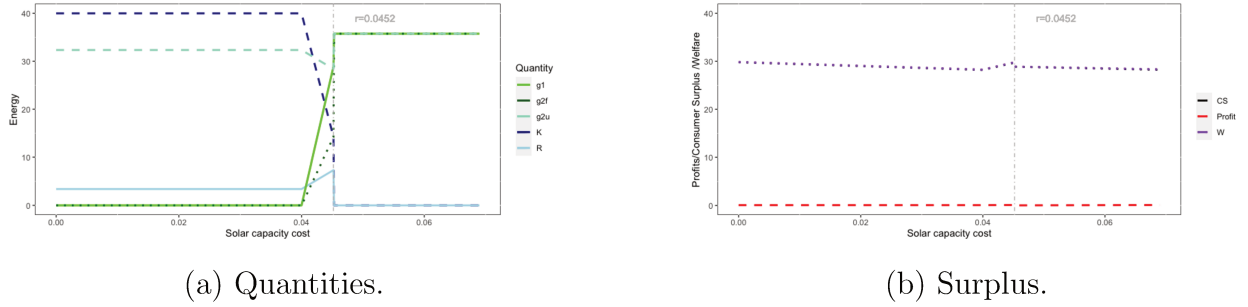 40
30
20
10
0
Energy
r=0.0452
0.00
0.02
0.04
0.06
Solar capacity cost
Quantity
g1
g2f
g2u
K
R
(a) Quantities.
40
30
20
10
0
Profits/Consumer Surplus /Welfare
r=0.0452
0.00
0.02
0.04
0.06
Solar capacity cost
CS
Profit
W
(b) Surplus.